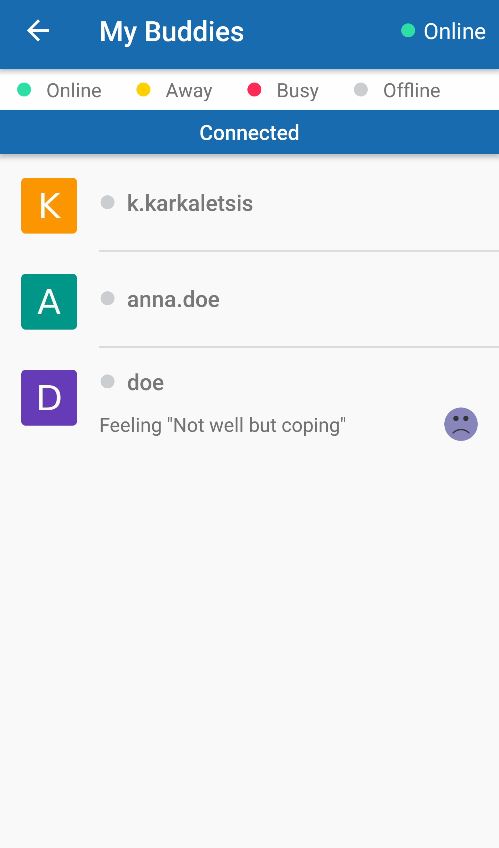 My Buddies Online
Online Away Busy Offline
Connected
K k.karkaletsis
A anna.doe
D doe
Feeling "Not well but coping"